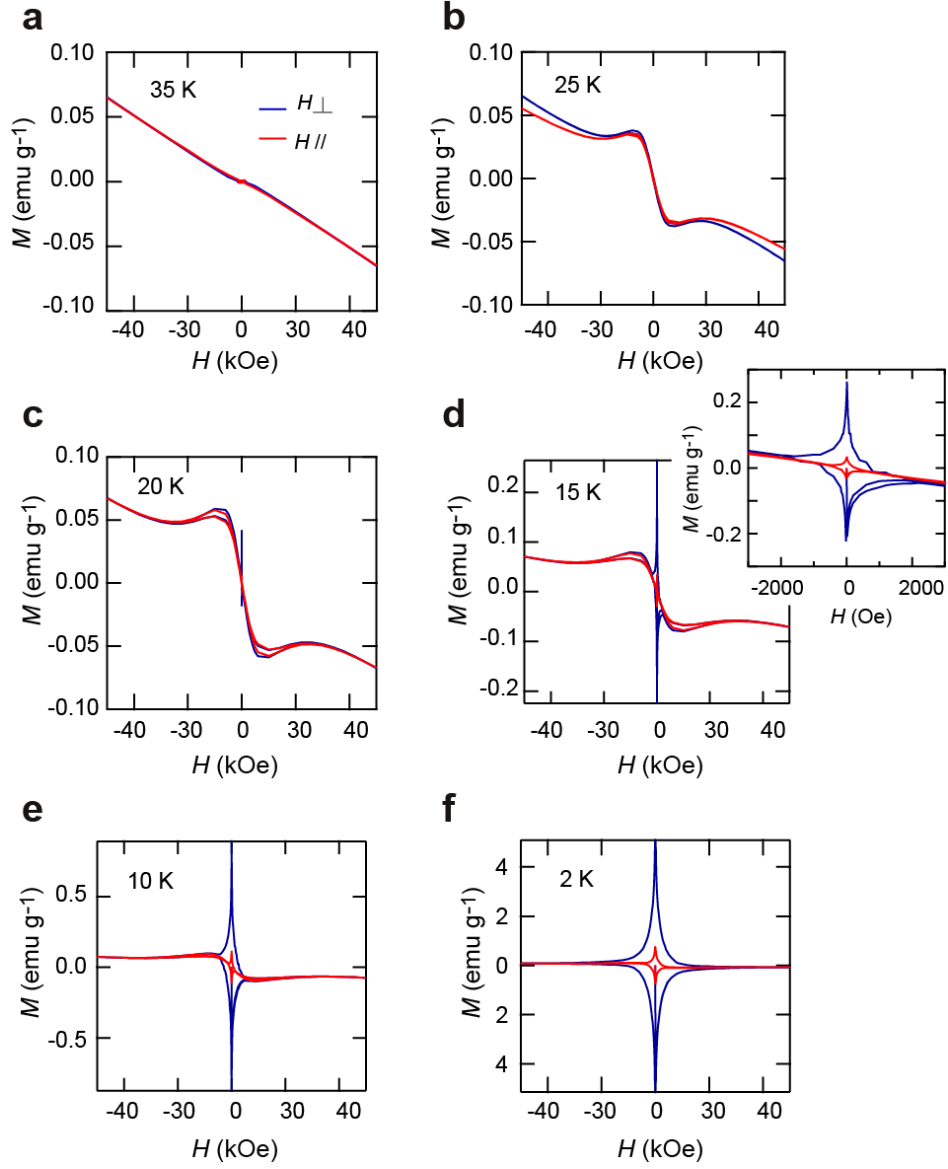 a
0.10
0.05
0.00
-0.05
-0.10
M (emu g⁻¹)
35 K
H⊥
H //
-40 -30 0 30 40
H (kOe)
b
0.10
0.05
0.00
-0.05
-0.10
M (emu g⁻¹)
25 K
-40 -30 0 30 40
H (kOe)
c
0.10
0.05
0.00
-0.05
-0.10
M (emu g⁻¹)
20 K
-40 -30 0 30 40
H (kOe)
d
0.2
0.1
0.0
-0.1
-0.2
M (emu g⁻¹)
15 K
-40 -30 0 30 40
H (kOe)
0.2
0.0
-0.2
M (emu g⁻¹)
-2000 0 2000
H (Oe)
e
0.5
0.0
-0.5
M (emu g⁻¹)
10 K
-40 -30 0 30 40
H (kOe)
f
4
2
0
2
4
M (emu g⁻¹)
2 K
-40 -30 0 30 40
H (kOe)